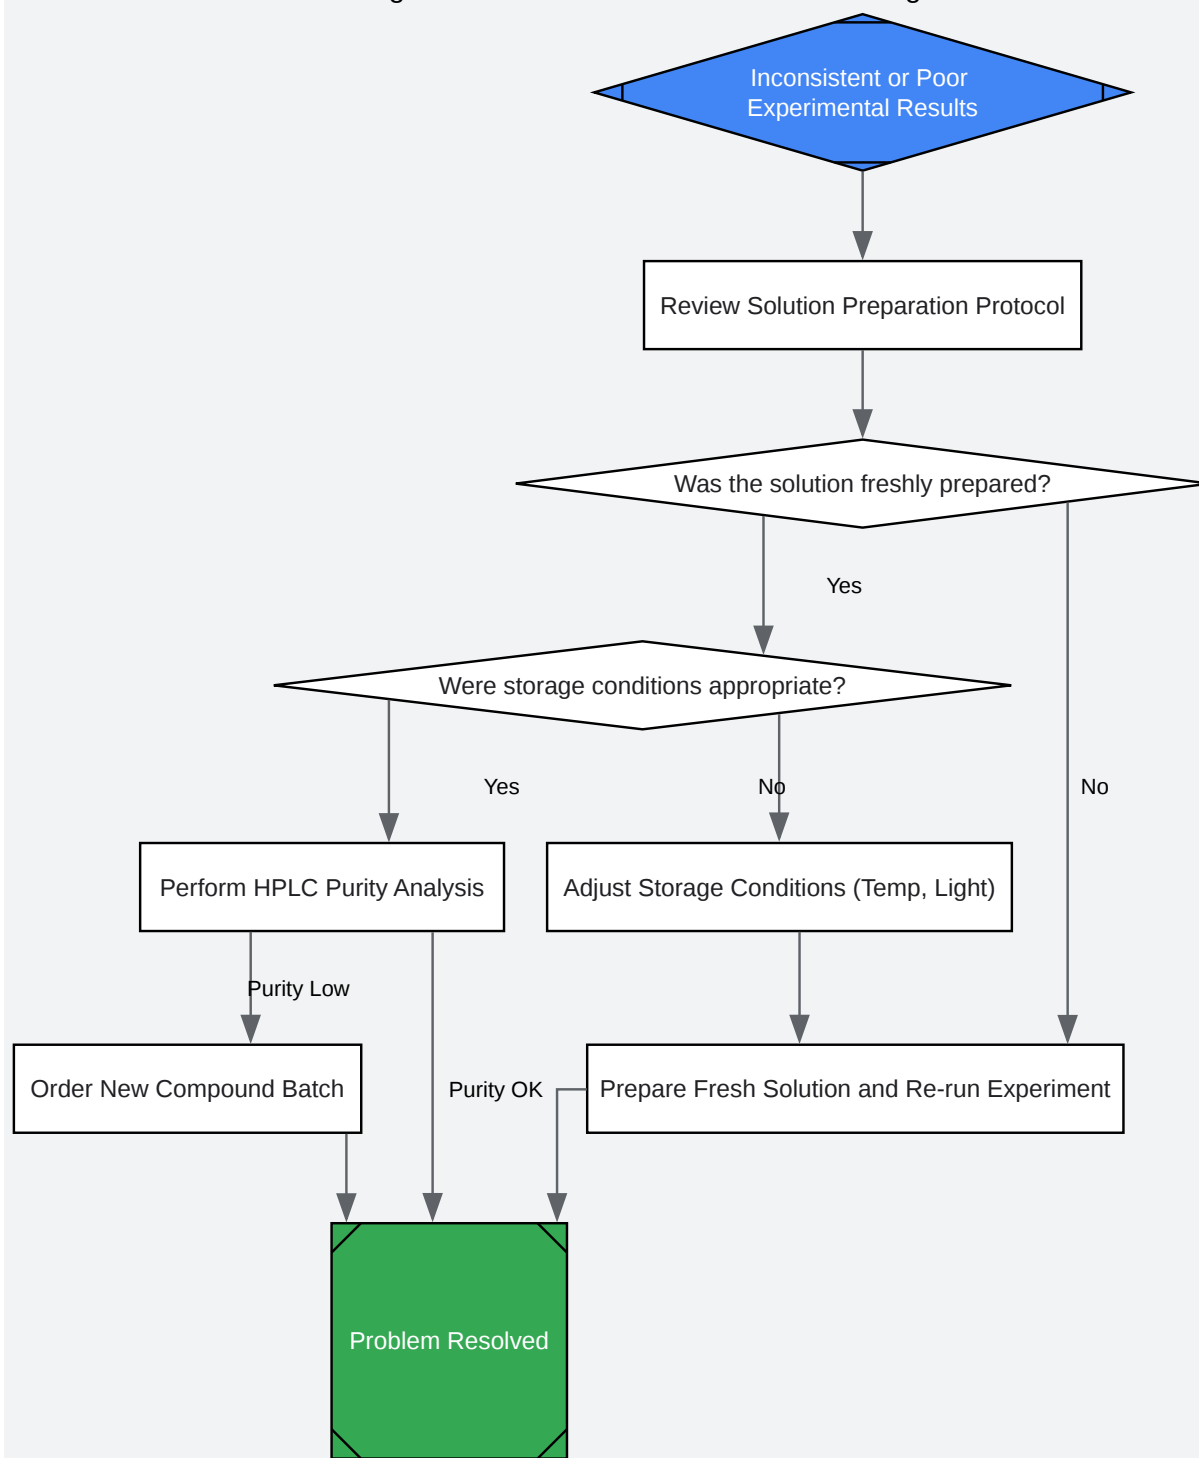 Inconsistent or Poor
Experimental Results
Review Solution Preparation Protocol
Was the solution freshly prepared?
Yes
Were storage conditions appropriate?
Yes
No
No
Perform HPLC Purity Analysis
Adjust Storage Conditions (Temp, Light)
Purity Low
Order New Compound Batch
Purity OK
Prepare Fresh Solution and Re-run Experiment
Problem Resolved